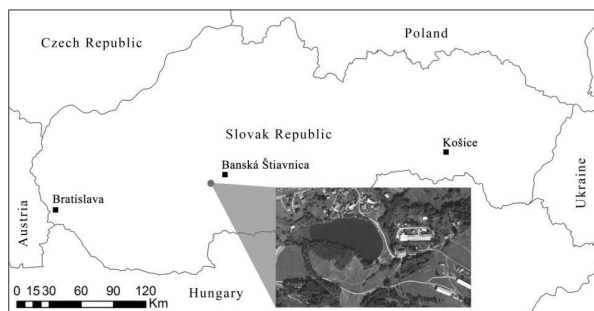 Czech Republic
Poland
Slovak Republic
Košice
Banská Štiavnica
Bratislava
Austria
Ukraine
Hungary
0 15 30 60 90 120
Km